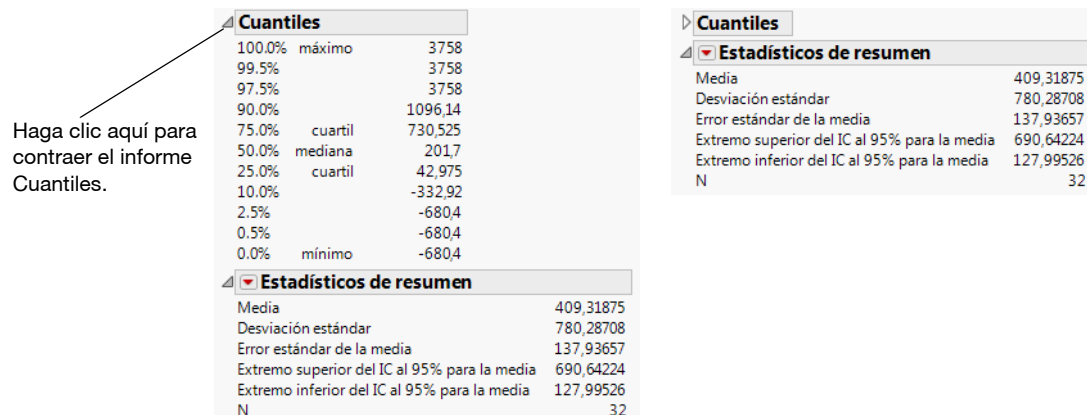 Cuantiles
100.0% máximo 3758
99.5% 3758
97.5% 3758
90.0% 1096,14
75.0% cuartil 730,525
50.0% mediana 201,7
25.0% cuartil 42,975
10.0% -332,92
2.5% -680,4
0.5% -680,4
0.0% mínimo -680,4
Estadísticos de resumen
Media 409,31875
Desviación estándar 780,28708
Error estándar de la media 137,93657
Extremo superior del IC al 95% para la media 690,64224
Extremo inferior del IC al 95% para la media 127,99526
N 32
Haga clic aquí para
contraer el informe
Cuantiles.
Cuantiles
Estadísticos de resumen
Media 409,31875
Desviación estándar 780,28708
Error estándar de la media 137,93657
Extremo superior del IC al 95% para la media 690,64224
Extremo inferior del IC al 95% para la media 127,99526
N 32